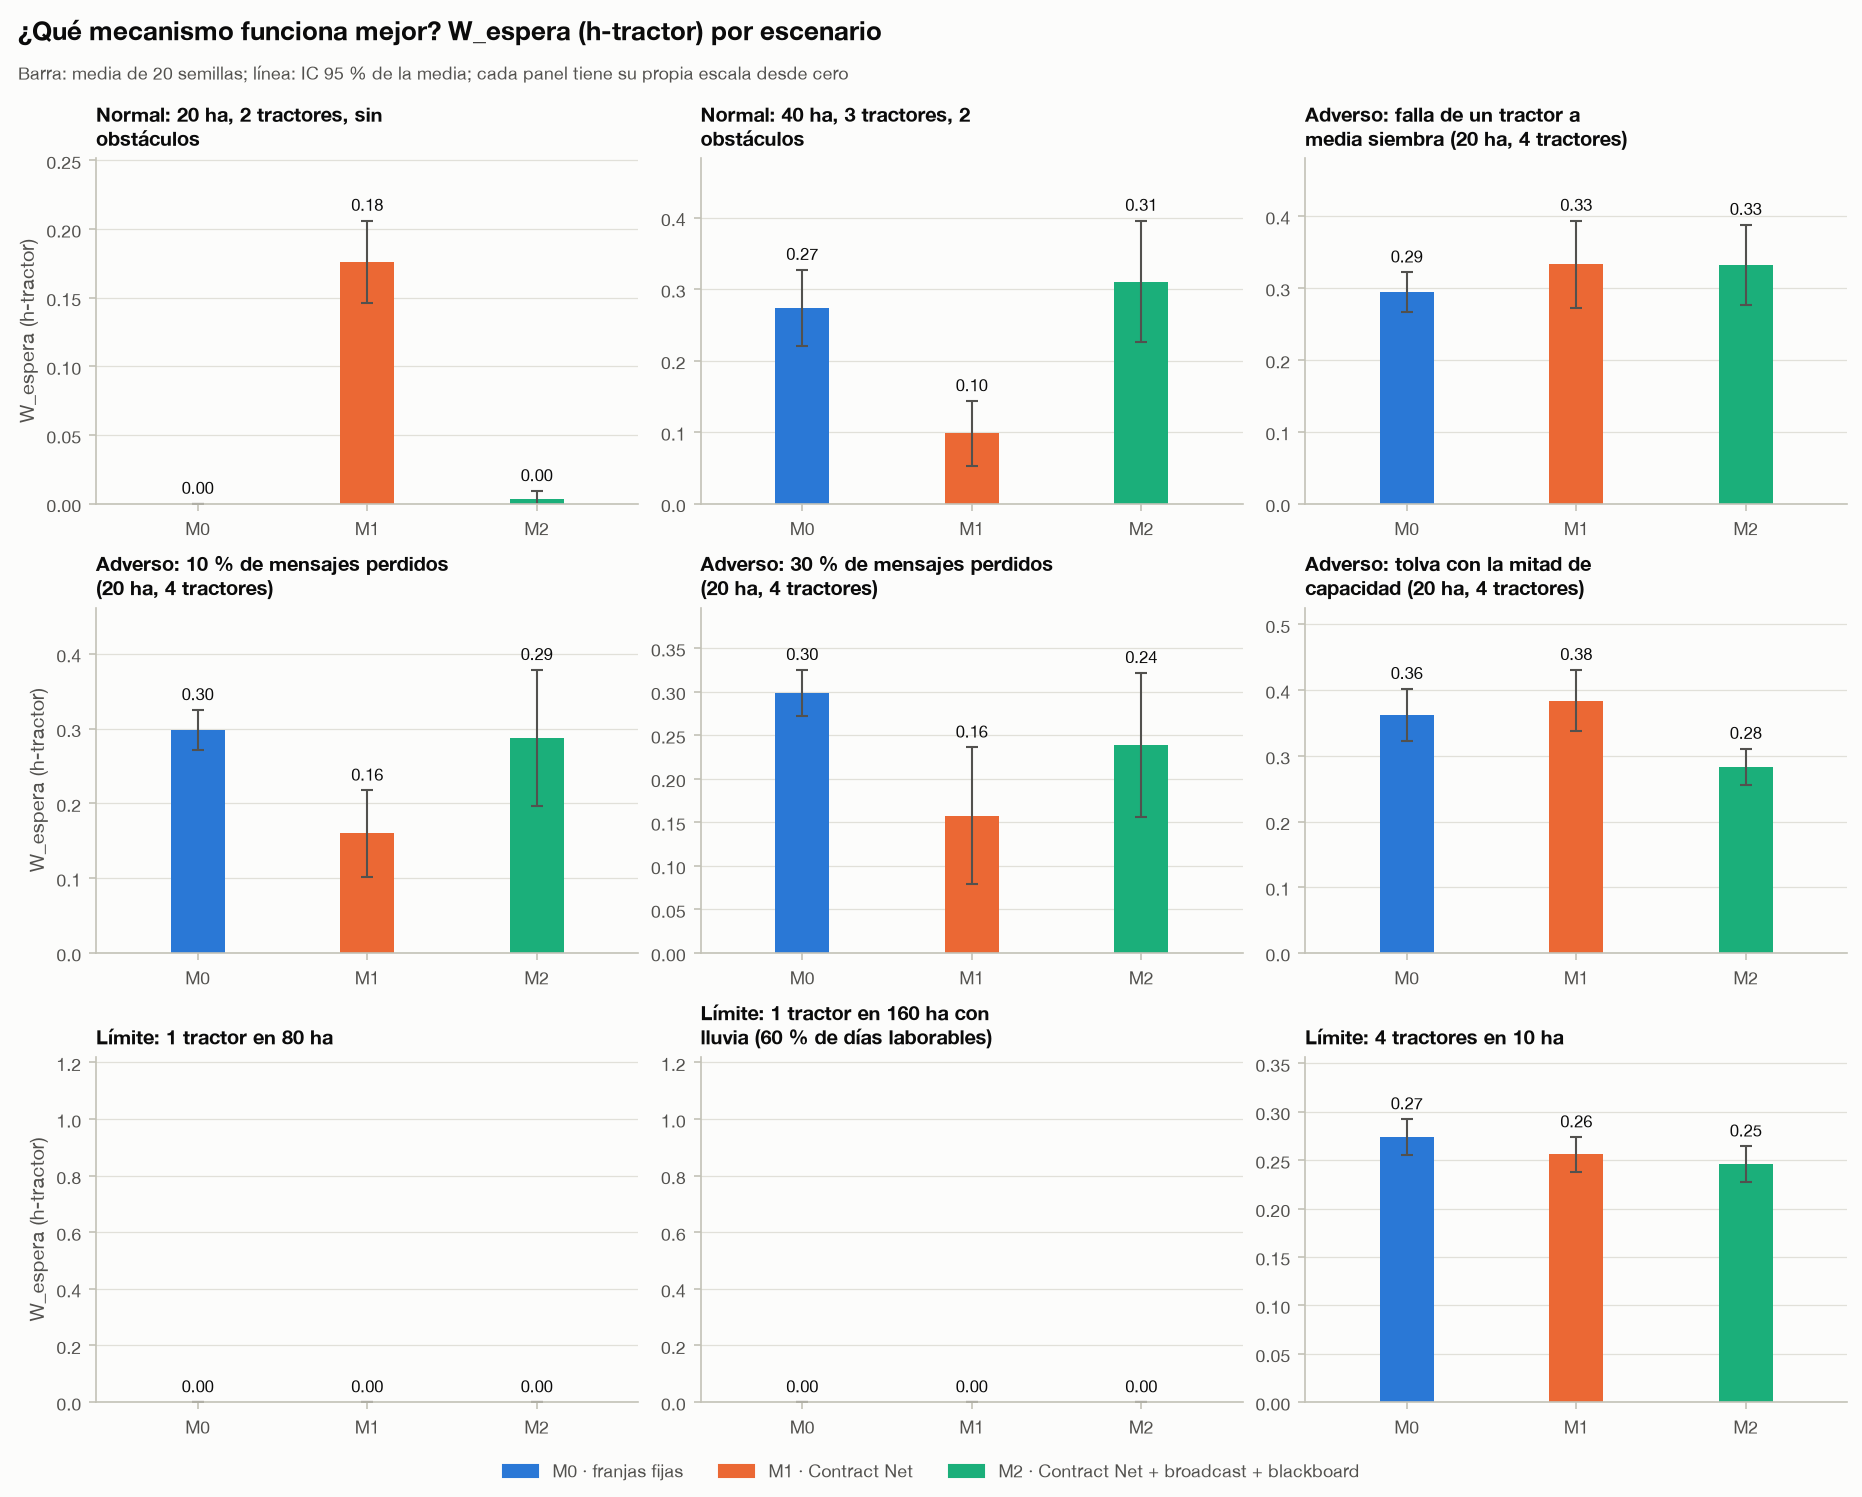 ¿Qué mecanismo funciona mejor? W_espera (h-tractor) por escenario
Barra: media de 20 semillas; línea: IC 95 % de la media; cada panel tiene su propia escala desde cero
Normal: 20 ha, 2 tractores, sin
obstáculos
W_espera (h-tractor)
0.25
0.20
0.15
0.10
0.05
0.00
0.00
0.18
0.00
M0
M1
M2
Normal: 40 ha, 3 tractores, 2
obstáculos
0.4
0.3
0.2
0.1
0.0
0.27
0.10
0.31
M0
M1
M2
Adverso: falla de un tractor a
media siembra (20 ha, 4 tractores)
0.4
0.3
0.2
0.1
0.0
0.29
0.33
0.33
M0
M1
M2
Adverso: 10 % de mensajes perdidos
(20 ha, 4 tractores)
W_espera (h-tractor)
0.4
0.3
0.2
0.1
0.0
0.30
0.16
0.29
M0
M1
M2
Adverso: 30 % de mensajes perdidos
(20 ha, 4 tractores)
0.35
0.30
0.25
0.20
0.15
0.10
0.05
0.00
0.30
0.16
0.24
M0
M1
M2
Adverso: tolva con la mitad de
capacidad (20 ha, 4 tractores)
0.5
0.4
0.3
0.2
0.1
0.0
0.36
0.38
0.28
M0
M1
M2
Límite: 1 tractor en 80 ha
W_espera (h-tractor)
1.2
1.0
0.8
0.6
0.4
0.2
0.0
0.00
0.00
0.00
M0
M1
M2
Límite: 1 tractor en 160 ha con
lluvia (60 % de días laborables)
1.2
1.0
0.8
0.6
0.4
0.2
0.0
0.00
0.00
0.00
M0
M1
M2
Límite: 4 tractores en 10 ha
0.35
0.30
0.25
0.20
0.15
0.10
0.05
0.00
0.27
0.26
0.25
M0
M1
M2
M0 · franjas fijas
M1 · Contract Net
M2 · Contract Net + broadcast + blackboard